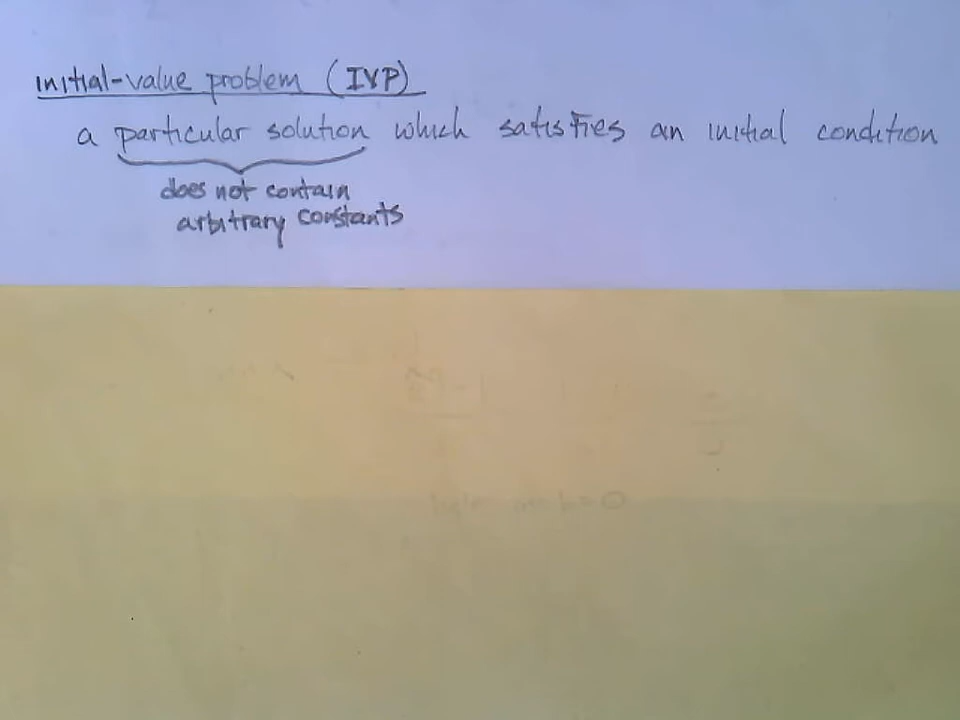 initial-value problem (IVP)
a particular solution which satisfies an initial condition
does not contain
arbitrary constants